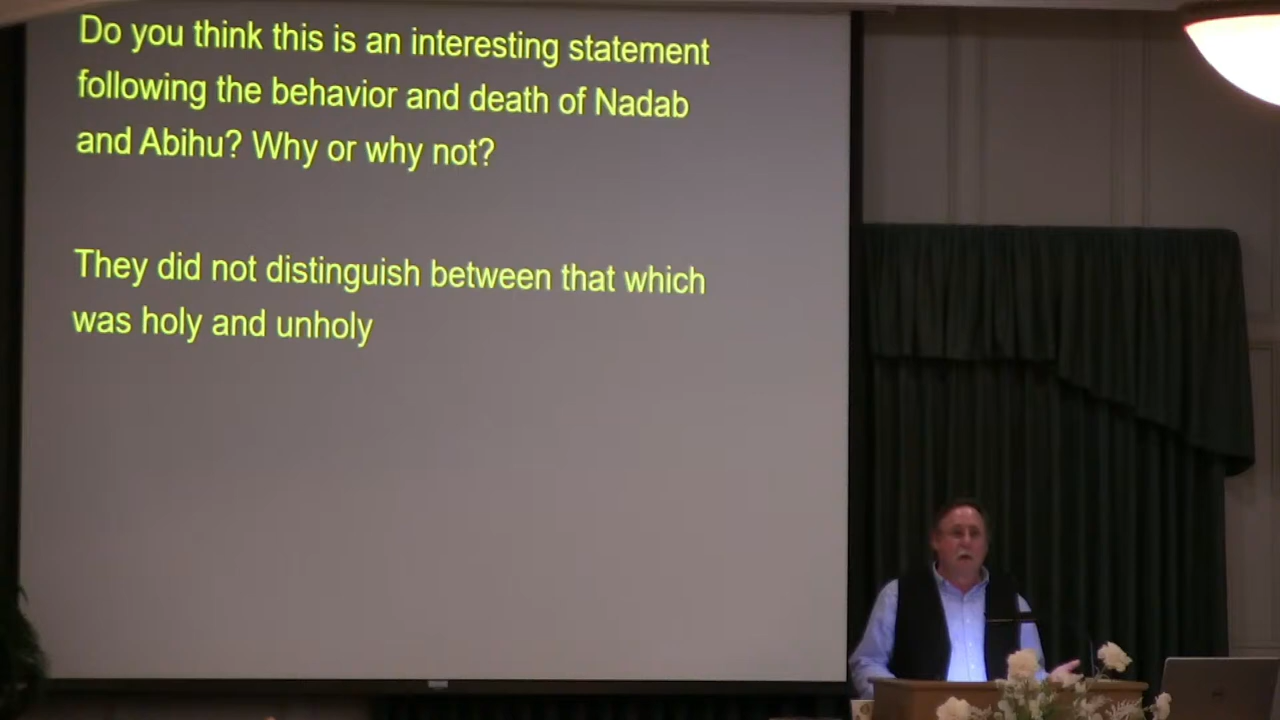 Do you think this is an interesting statement
following the behavior and death of Nadab
and Abihu? Why or why not?
They did not distinguish between that which
was holy and unholy